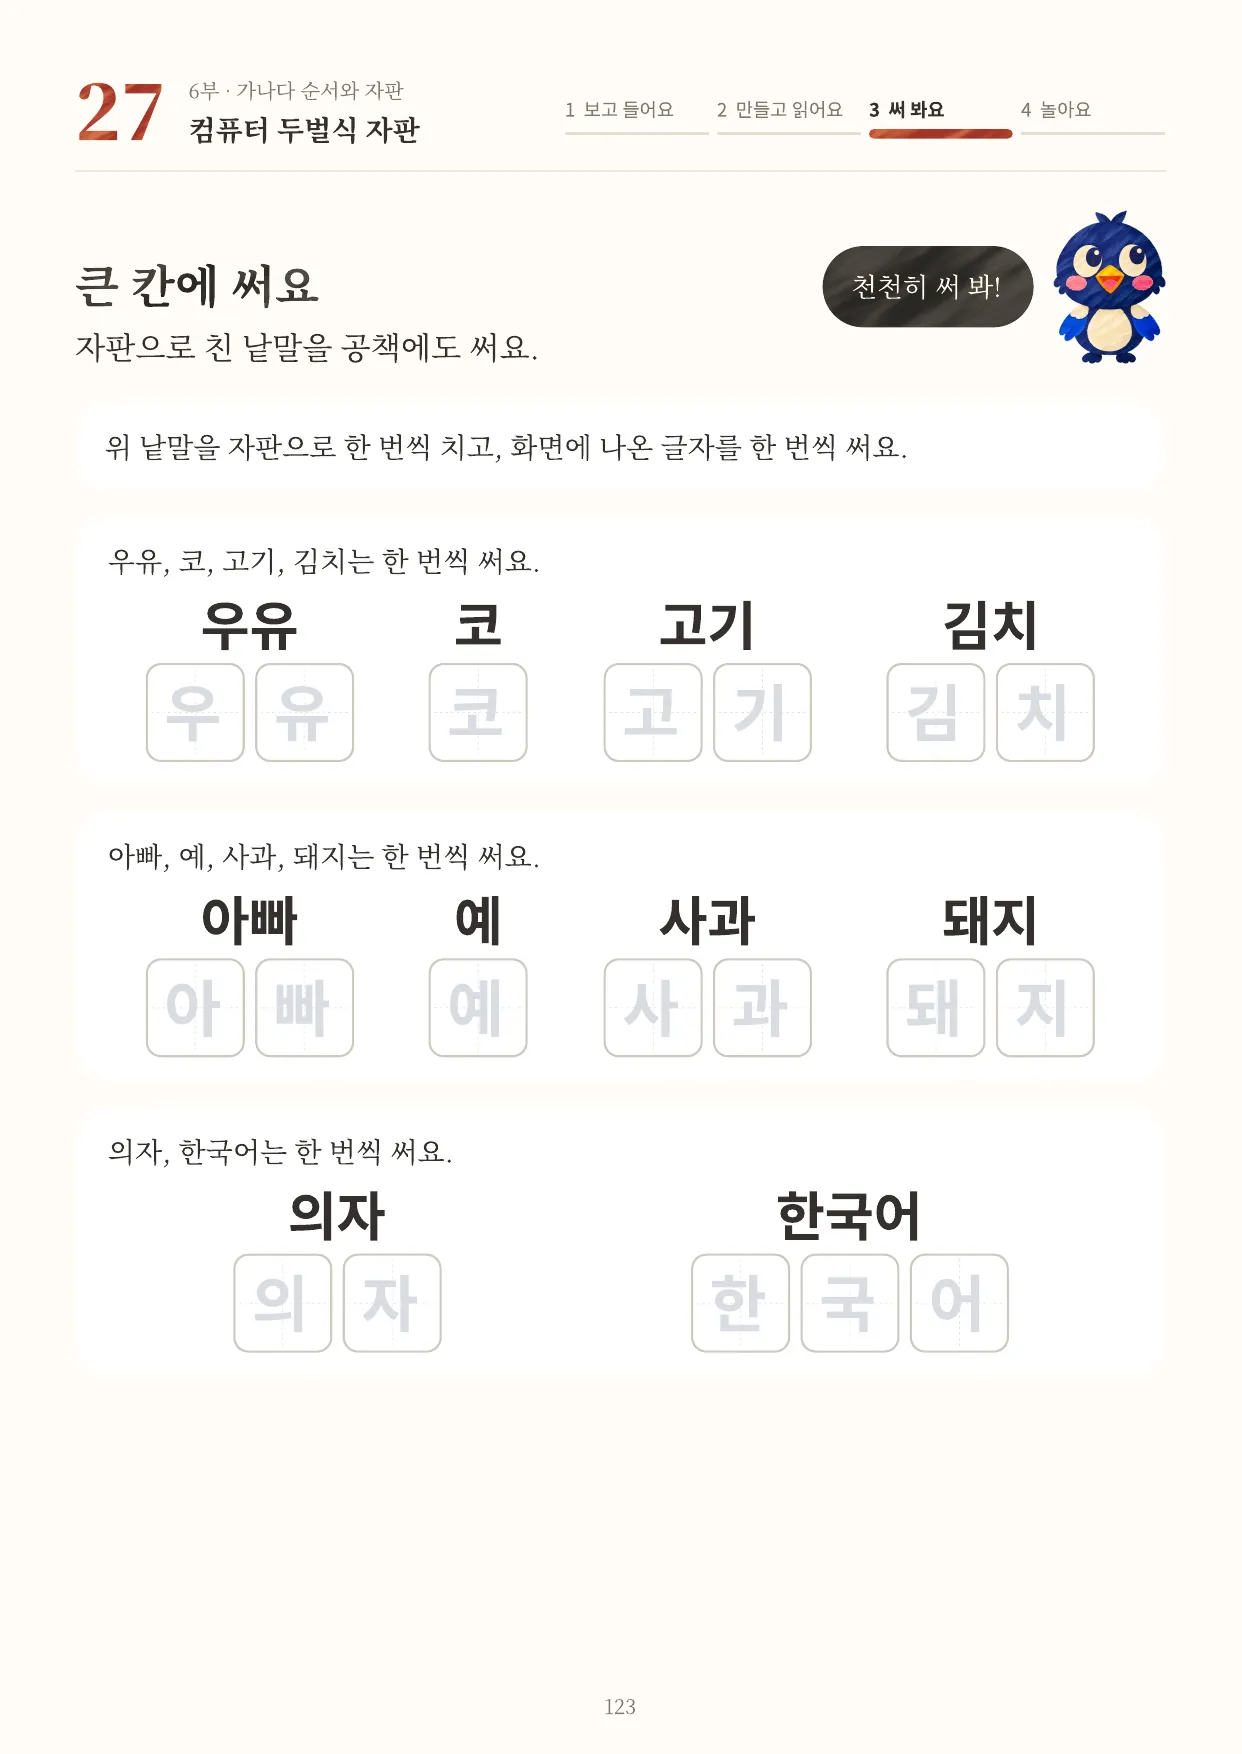 27
6부 · 가나다 순서와 자판
컴퓨터 두벌식 자판
1 보고 들어요
2 만들고 읽어요
3 써 봐요
4 놀아요
큰 칸에 써요
자판으로 친 낱말을 공책에도 써요.
천천히 써 봐!
위 낱말을 자판으로 한 번씩 치고, 화면에 나온 글자를 한 번씩 써요.
우유, 코, 고기, 김치는 한 번씩 써요.
우유 코 고기 김치
우 유 코 고 기 김 치
아빠, 예, 사과, 돼지는 한 번씩 써요.
아빠 예 사과 돼지
아 빠 예 사 과 돼 지
의자, 한국어는 한 번씩 써요.
의자 한국어
의 자 한 국 어
123